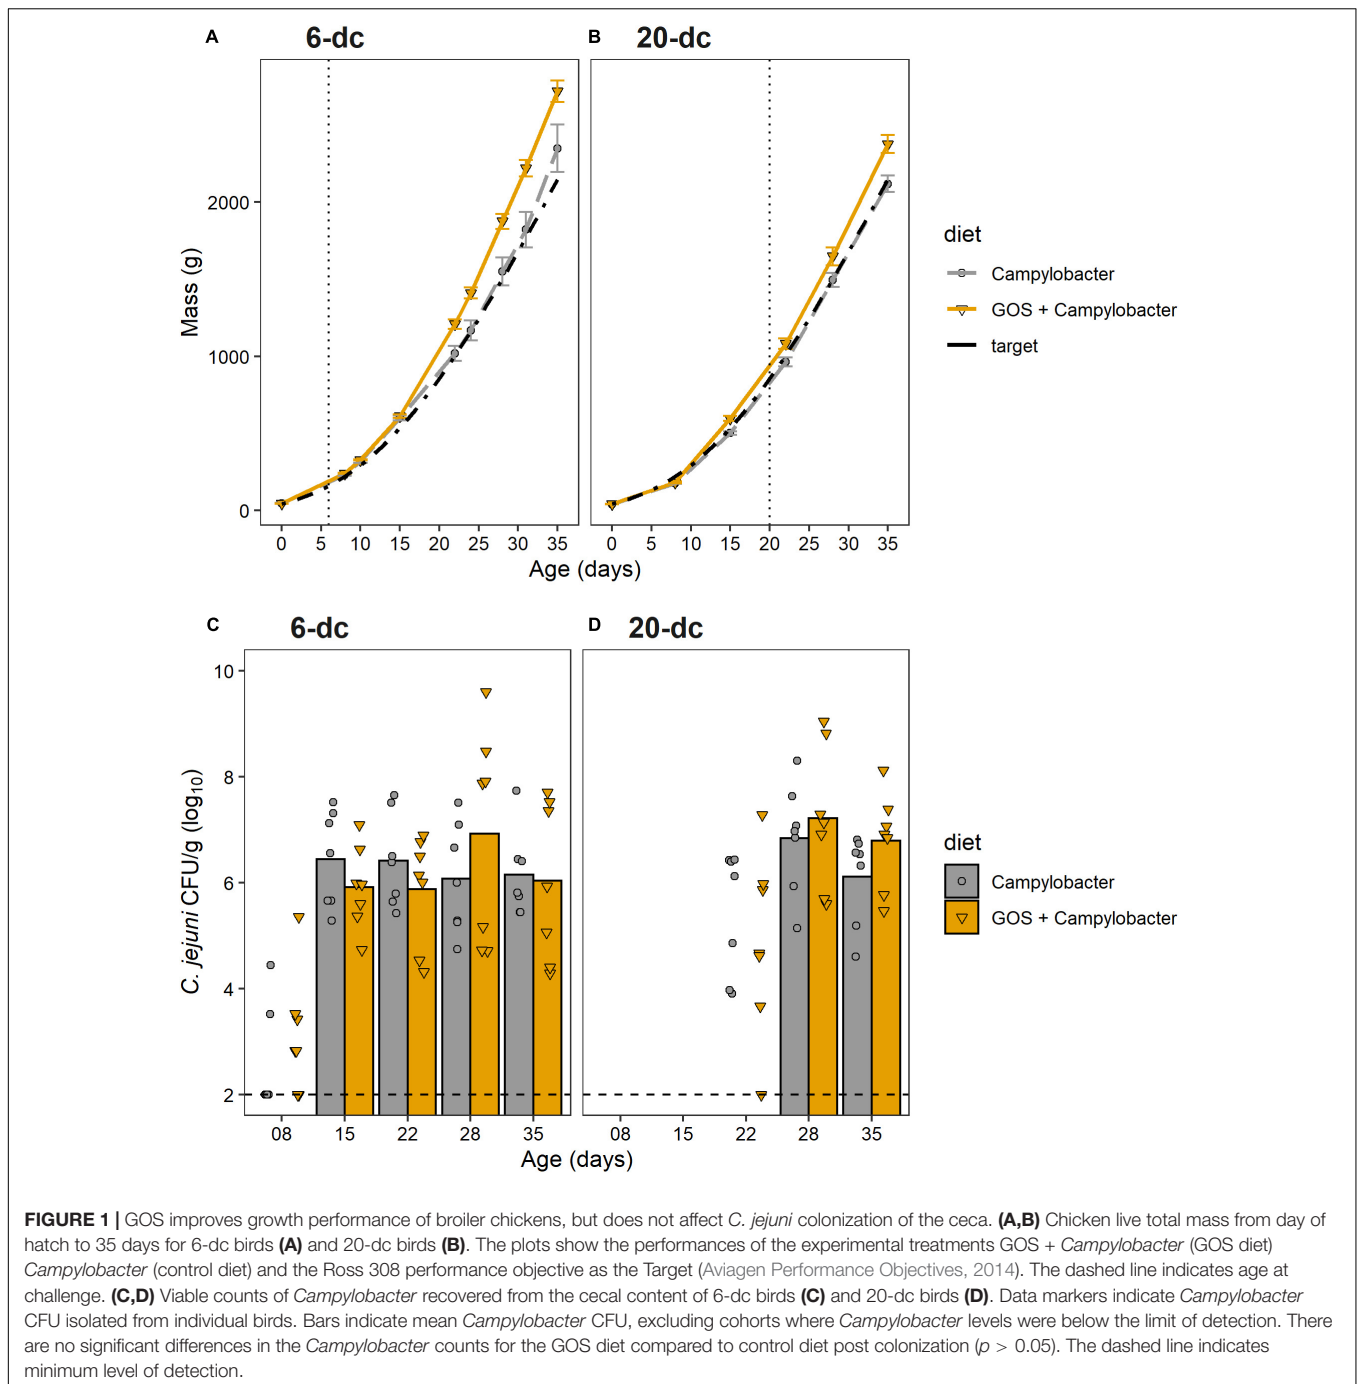 A 6-dc B 20-dc
2000
1000
0
Mass (g)
0 5 10 15 20 25 30 35 0 5 10 15 20 25 30 35
Age (days)
diet
Campylobacter
GOS + Campylobacter
target
C 6-dc D 20-dc
10
8
6
4
2
C. jejuni CFU/g (log10)
08 15 22 28 35 08 15 22 28 35
Age (days)
diet
Campylobacter
GOS + Campylobacter
FIGURE 1 | GOS improves growth performance of broiler chickens, but does not affect C. jejuni colonization of the ceca. (A,B) Chicken live total mass from day of
hatch to 35 days for 6-dc birds (A) and 20-dc birds (B). The plots show the performances of the experimental treatments GOS + Campylobacter (GOS diet)
Campylobacter (control diet) and the Ross 308 performance objective as the Target (Aviagen Performance Objectives, 2014). The dashed line indicates age at
challenge. (C,D) Viable counts of Campylobacter recovered from the cecal content of 6-dc birds (C) and 20-dc birds (D). Data markers indicate Campylobacter
CFU isolated from individual birds. Bars indicate mean Campylobacter CFU, excluding cohorts where Campylobacter levels were below the limit of detection. There
are no significant differences in the Campylobacter counts for the GOS diet compared to control diet post colonization (p > 0.05). The dashed line indicates
minimum level of detection.